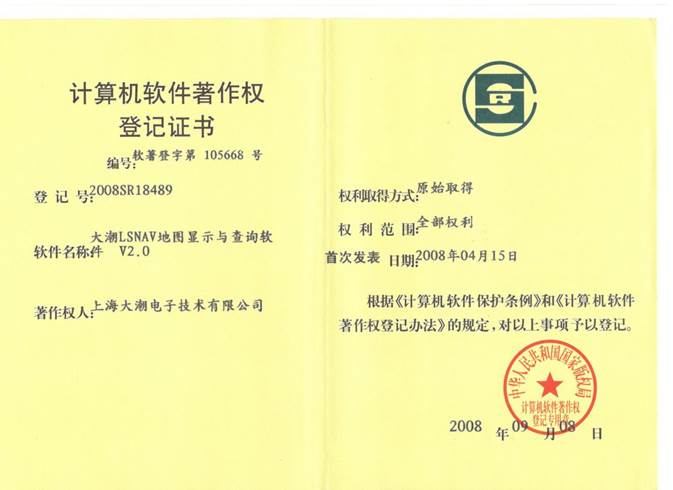 计算机软件著作权
登记证书
编号:软著登字第 105668 号
登 记 号:2008SR18489
软件名称:大潮LSNAV地图显示与查询软
件 V2.0
著作权人:上海大潮电子技术有限公司
SR
权利取得方式:原始取得
权 利 范 围:全部权利
首次发表 日期:2008年04月15日
根据《计算机软件保护条例》和《计算机软件
著作权登记办法》的规定,对以上事项予以登记。
中华人民共和国国家版权局
计算机软件著作权
登记专用章
2008 年 09 月 08 日